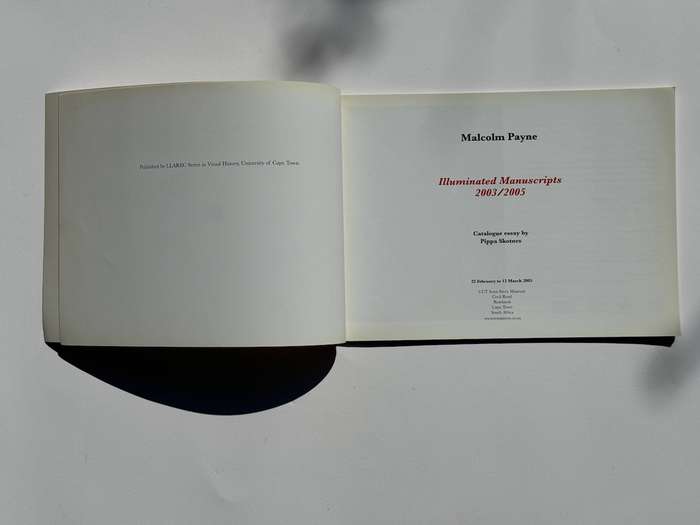 Published by LLAREC Series in Visual History, University of Cape Town.
Malcolm Payne
Illuminated Manuscripts
2003/2005
Catalogue essay by
Pippa Skotnes
22 February to 15 March 2005
UCT Irma Stern Museum
Cecil Road
Rosebank
Cape Town
South Africa